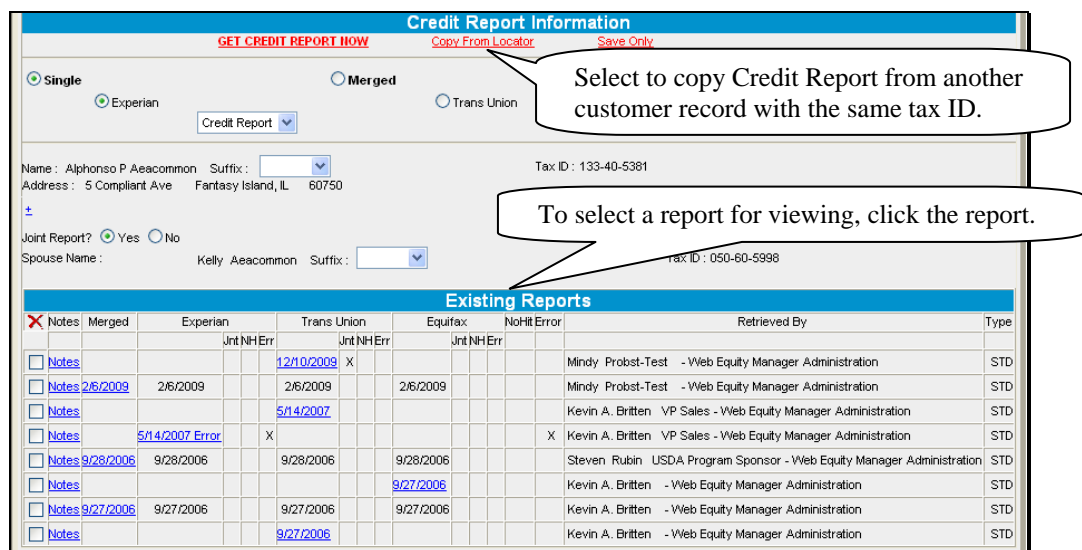 Credit Report Information
GET CREDIT REPORT NOW Copy From Locator Save Only
Select to copy Credit Report from another
customer record with the same tax ID.
Single Merged
Experian Trans Union
Credit Report
Name : Alphonso P Aeacommon Suffix : Tax ID : 133-40-5381
Address : 5 Compliant Ave Fantasy Island, IL 60750
±
To select a report for viewing, click the report.
Joint Report? Yes No
Spouse Name : Kelly Aeacommon Suffix : Tax ID : 050-60-5998
Existing Reports
Notes Merged Experian Trans Union Equifax NoHit Error Retrieved By Type
Jnt NH Err Jnt NH Err Jnt NH Err
Notes 12/10/2009 X Mindy Probst-Test - Web Equity Manager Administration STD
Notes 2/6/2009 2/6/2009 2/6/2009 2/6/2009 Mindy Probst-Test - Web Equity Manager Administration STD
Notes 5/14/2007 Kevin A. Britten VP Sales - Web Equity Manager Administration STD
Notes 5/14/2007 Error X X Kevin A. Britten VP Sales - Web Equity Manager Administration STD
Notes 9/28/2006 9/28/2006 9/28/2006 9/28/2006 Steven Rubin USDA Program Sponsor - Web Equity Manager Administration STD
Notes 9/27/2006 Kevin A. Britten - Web Equity Manager Administration STD
Notes 9/27/2006 9/27/2006 9/27/2006 9/27/2006 Kevin A. Britten - Web Equity Manager Administration STD
Notes 9/27/2006 Kevin A. Britten - Web Equity Manager Administration STD